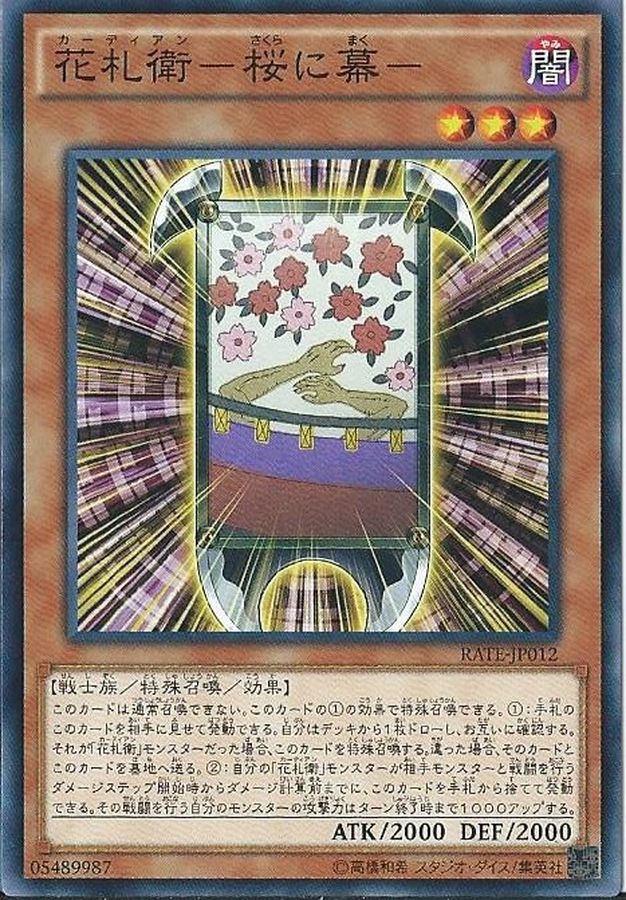 カーディアン さくら まく
花札衛－桜に幕－
やみ
闇
RATE-JP012
【戦士族／特殊召喚／効果】
このカードは通常召喚できない。このカードの①の効果で特殊召喚できる。①：手札の
このカードを相手に見せて発動できる。自分はデッキから１枚ドローし、お互いに確認する。
それが「花札衛」モンスターだった場合、このカードを特殊召喚する。違った場合、そのカードと
このカードを墓地へ送る。②：自分の「花札衛」モンスターが相手モンスターと戦闘を行う
ダメージステップ開始時からダメージ計算前までに、このカードを手札から捨てて発動
できる。その戦闘を行う自分のモンスターの攻撃力はターン終了時まで１０００アップする。
ATK/2000 DEF/2000
05489987
©高橋和希 スタジオ・ダイス/集英社